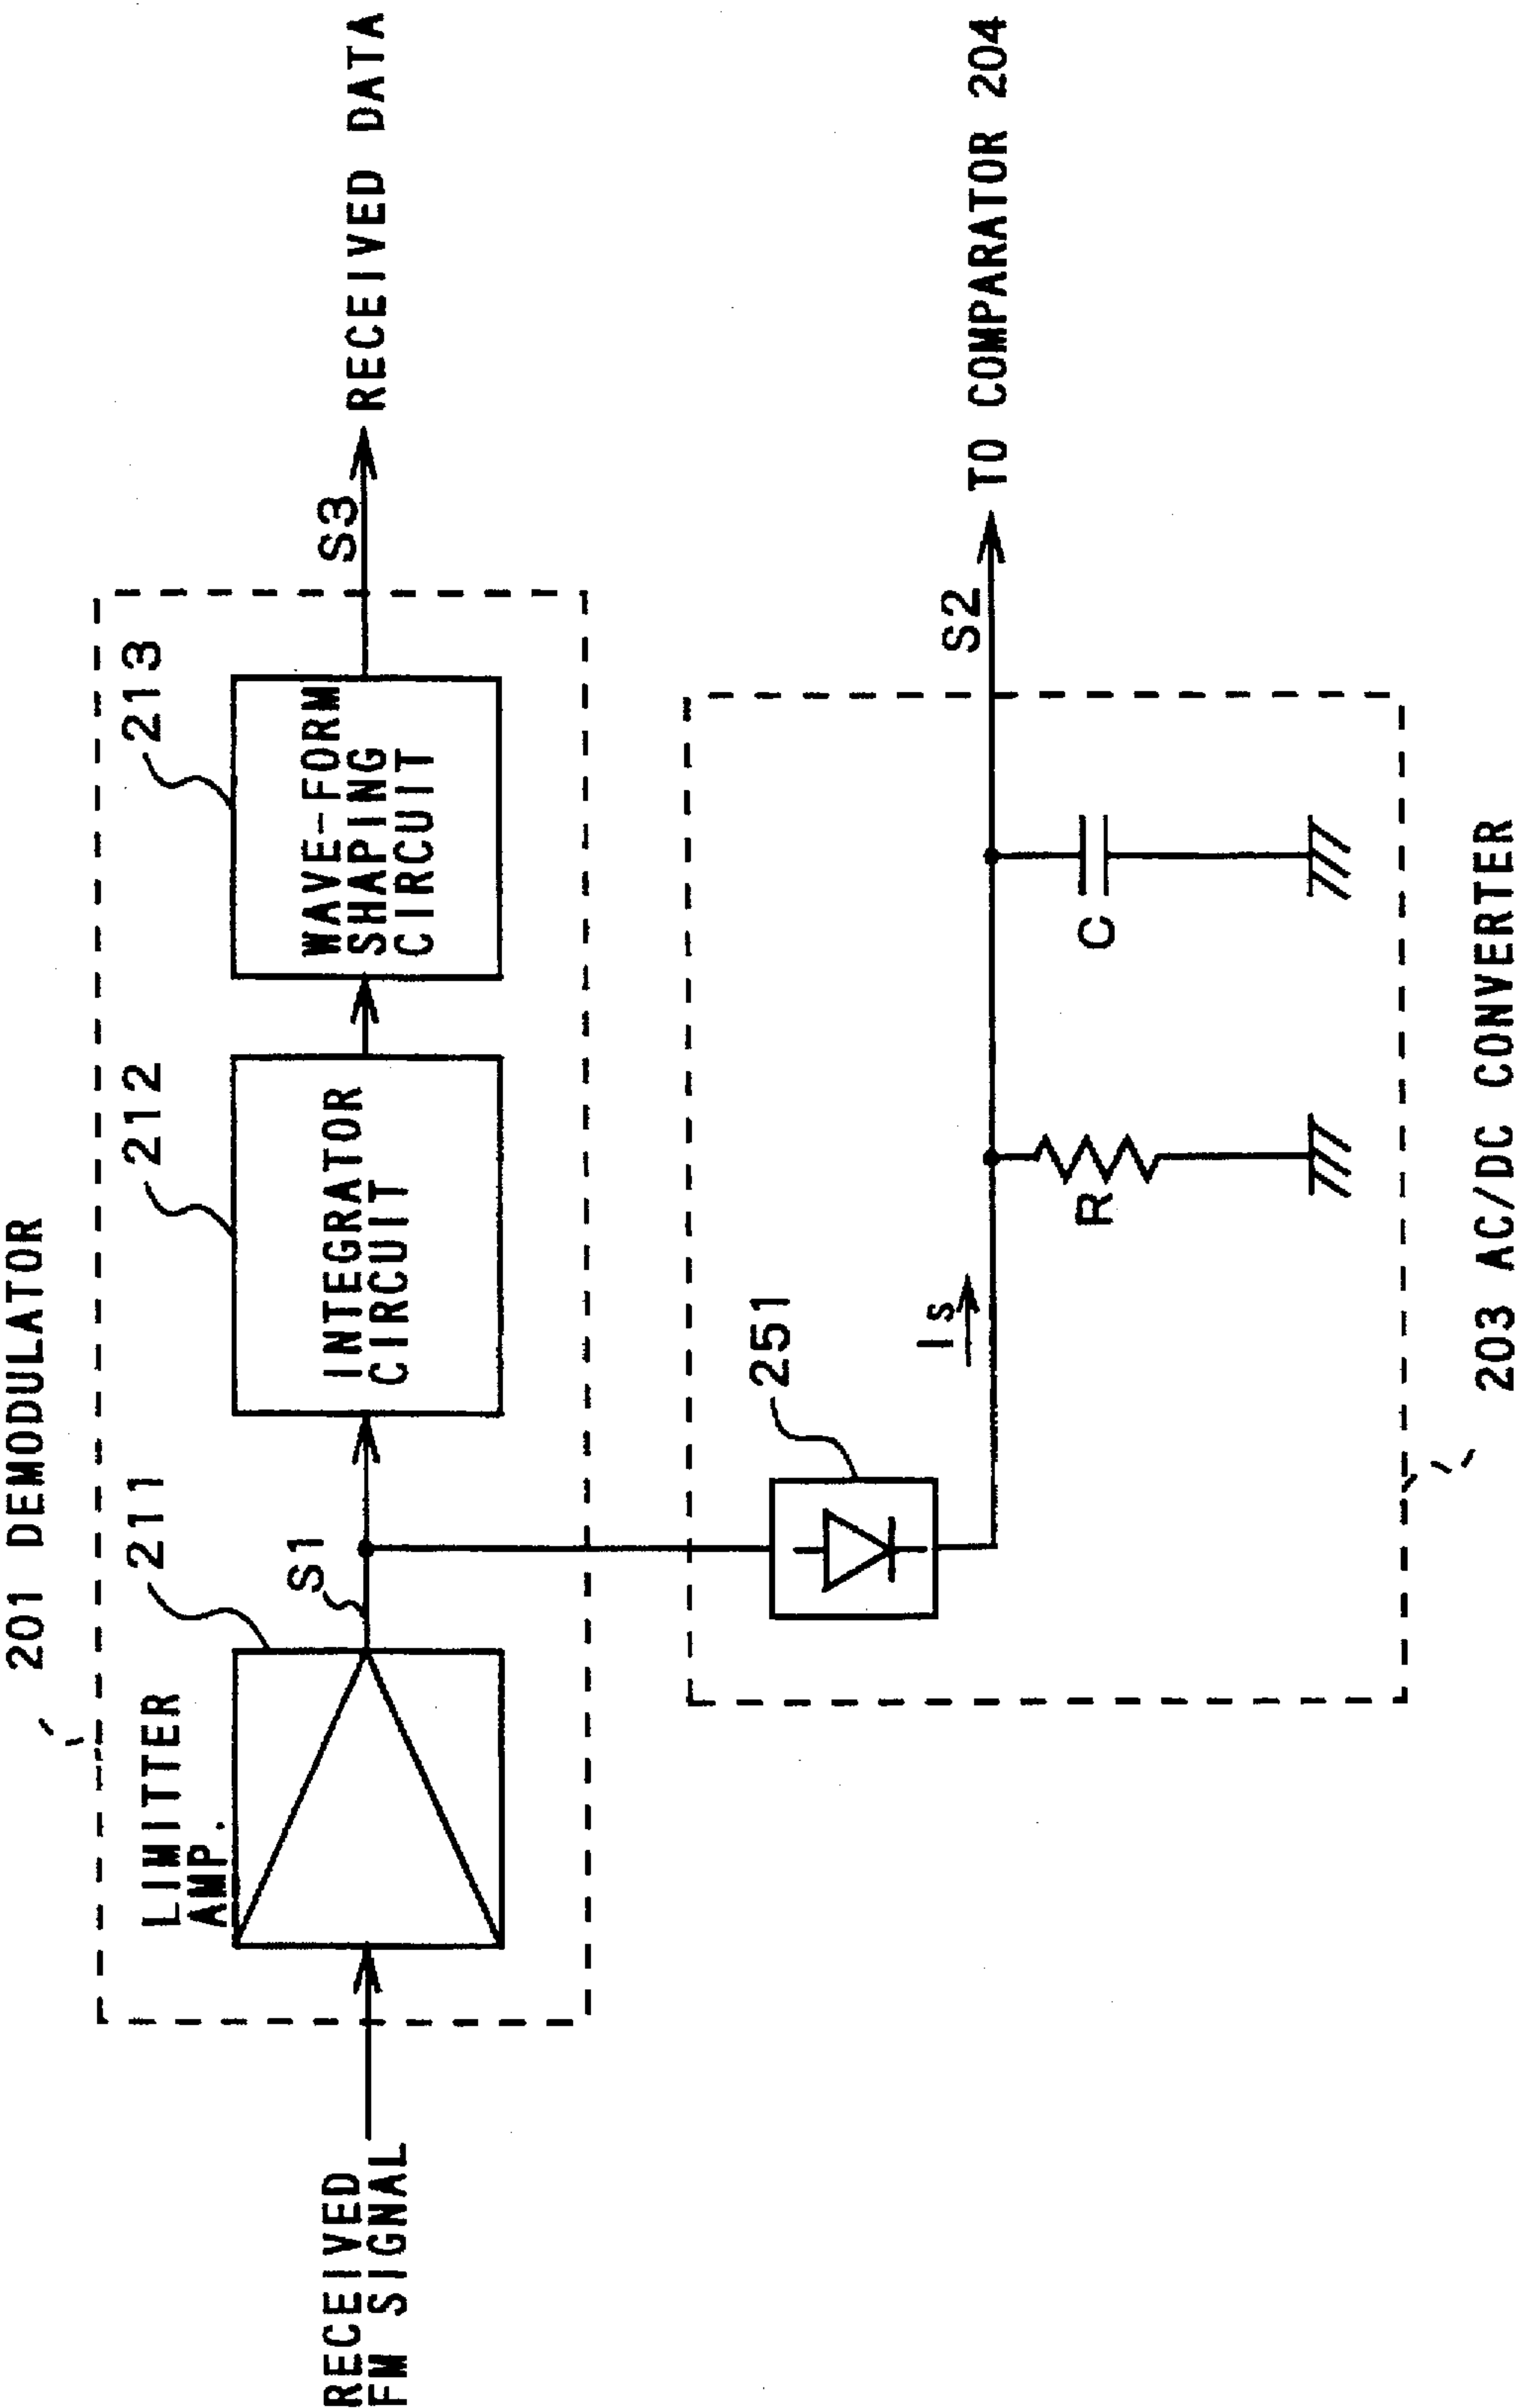 201 DEMODULATOR
LIMITTER
AMP.
211
212
213
RECEIVED
FM SIGNAL
S1
INTEGRATOR
CIRCUIT
WAVE-FORM
SHAPING
CIRCUIT
S3
RECEIVED DATA
251
Is
R
C
S2
TO COMPARATOR 204
203 AC/DC CONVERTER